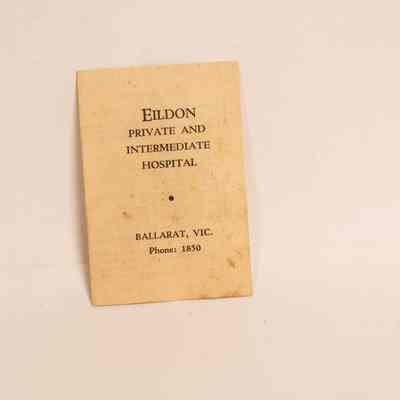 EILDON
PRIVATE AND
INTERMEDIATE
HOSPITAL
BALLARAT, VIC.
Phone: 1850